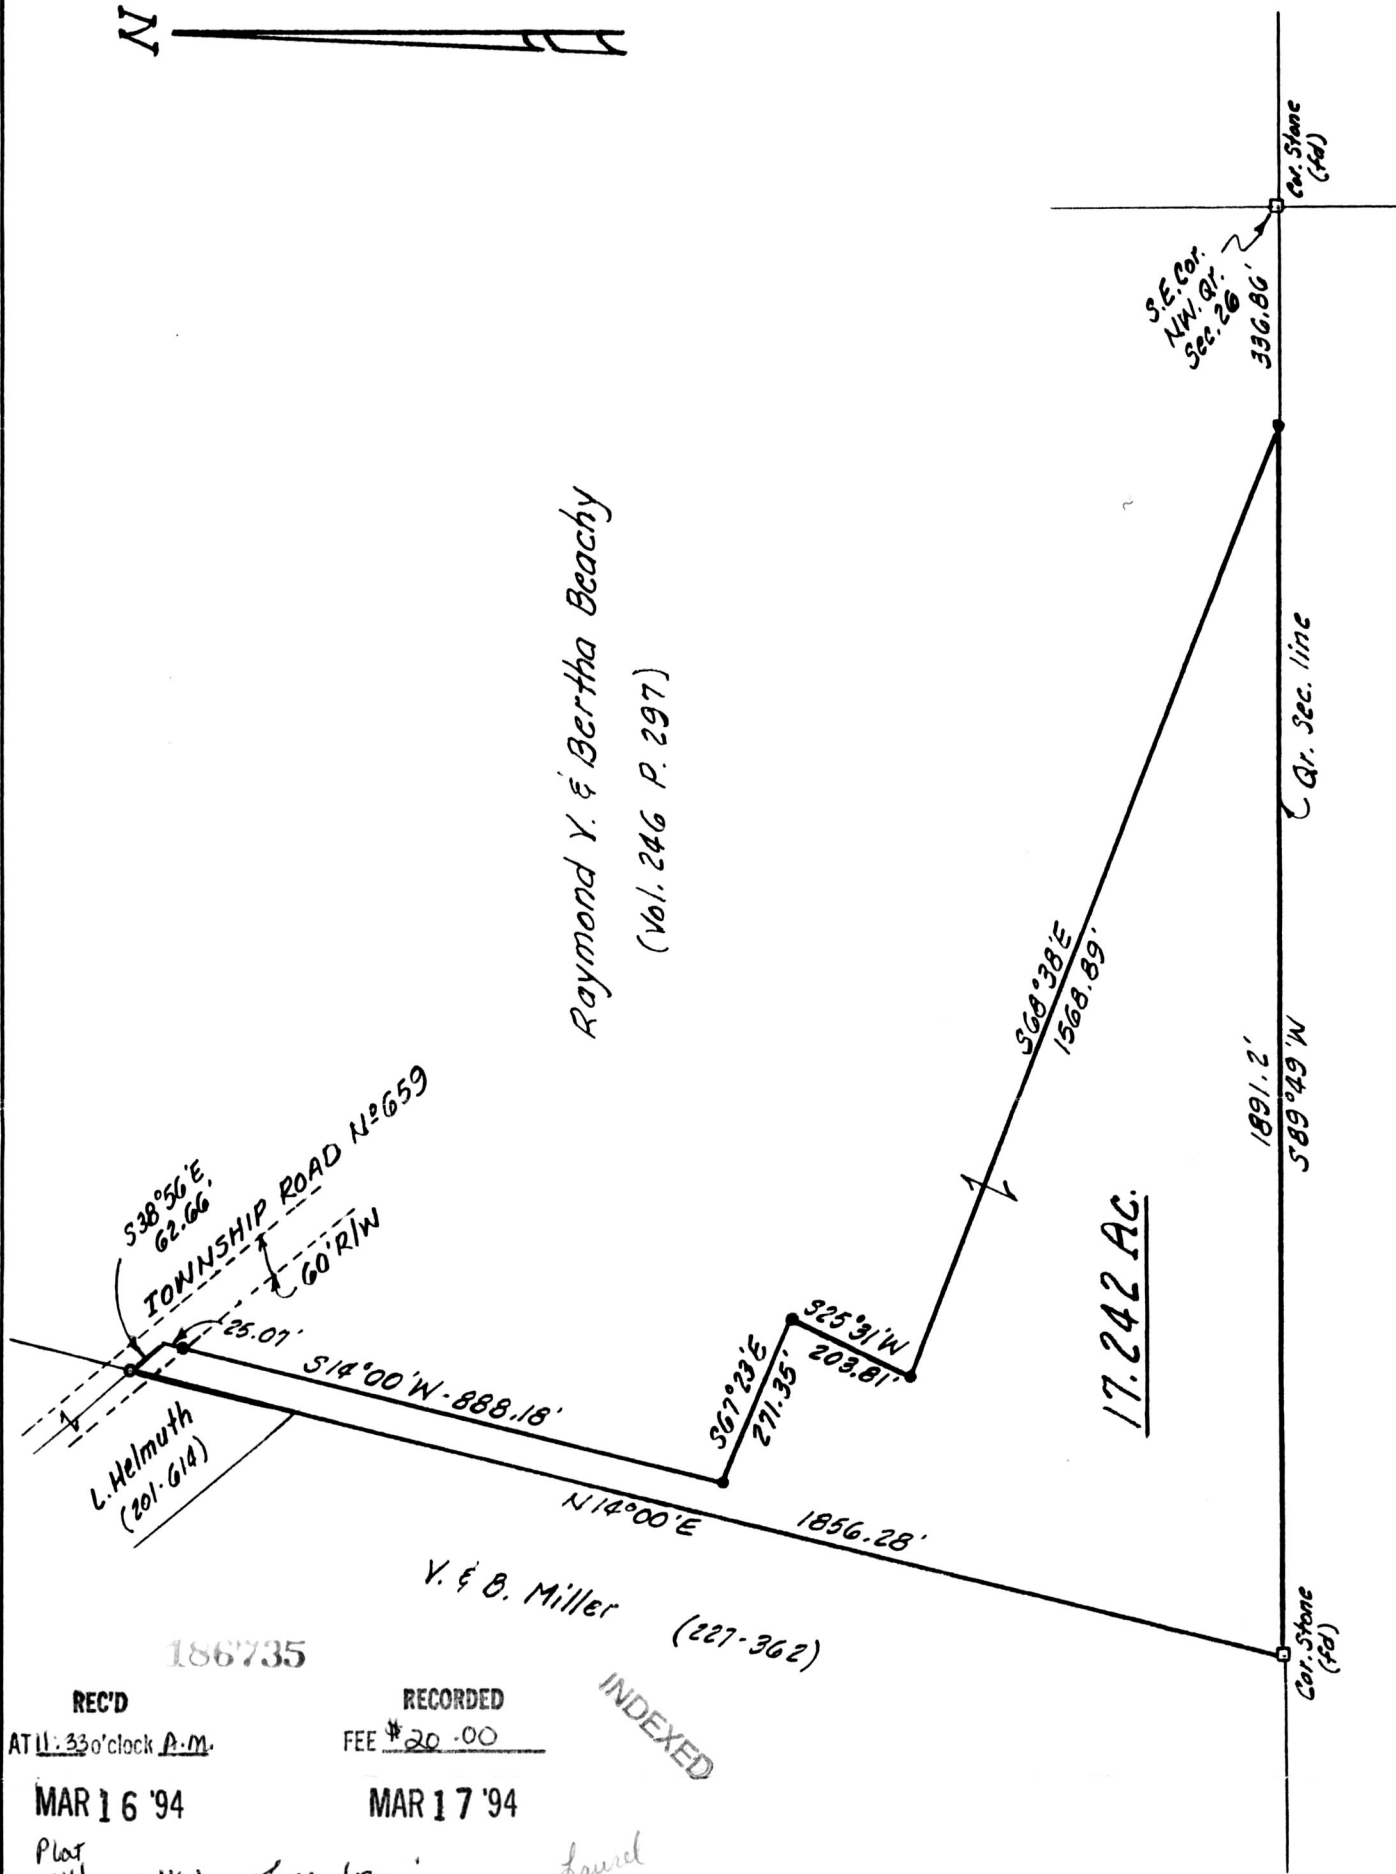 N
Cor. Stone
(fd)
S.E. Cor.
N.W. Qr.
Sec. 26
336.86'
Raymond Y. & Bertha Beachy
(Vol. 246 P. 297)
Qr. Sec. line
S68°38'E
1568.89'
1891.2'
S89°49'W
17.242 Ac.
S38°56'E
62.66'
TOWNSHIP ROAD Nº 659
60' R/W
25.07'
S14°00'W - 888.18'
S67°23'E
271.35'
S25°31'W
203.81'
L. Helmuth
(201-614)
N14°00'E 1856.28'
V. & B. Miller (227-362)
Cor. Stone
(fd)
186735
REC'D
AT 11:33 o'clock A.M.
MAR 16 '94
RECORDED
FEE $20.00
MAR 17 '94
INDEXED
Plat
Laurel